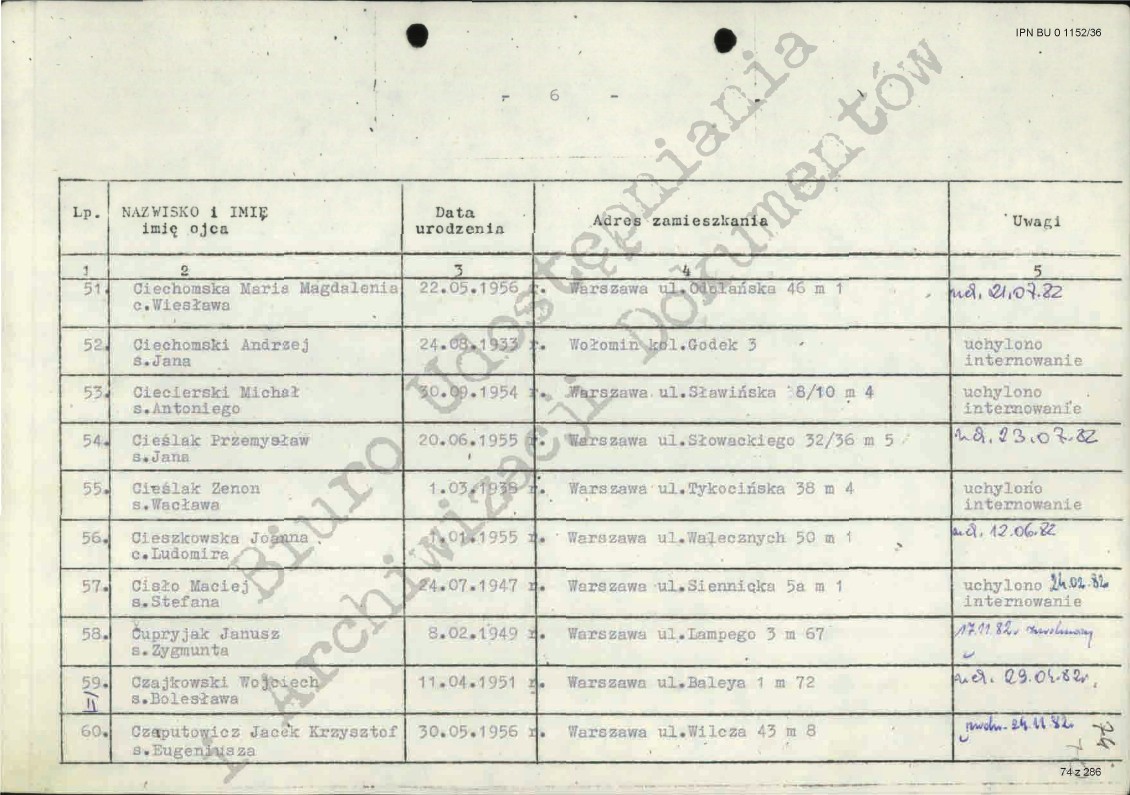 IPN BU 0 1152/36
- 6 -
Lp. NAZWISKO i IMIĘ imię ojca Data urodzenia Adres zamieszkania Uwagi
1 2 3 4 5
51. Ciechomska Maria Magdalenia 22.05.1956 r. Warszawa ul.Odolańska 46 m 1 21.07.82
c.Wiesława
52. Ciechomski Andrzej 24.08.1933 r. Wołomin kol.Godek 3 uchylono
s.Jana internowanie
53. Ciecierski Michał 30.09.1954 r. Warszawa ul.Sławińska 8/10 m 4 uchylono
s.Antoniego internowanie
54. Cieślak Przemysław 20.06.1955 r. Warszawa ul.Słowackiego 32/36 m 5 23.07.82
s.Jana
55. Cieślak Zenon 1.03.1938 r. Warszawa ul.Tykocińska 38 m 4 uchylono
s.Wacława internowanie
56. Cieszkowska Joanna 1.01.1955 r. Warszawa ul.Walecznych 50 m 1 12.06.82
c.Ludomira
57. Cisło Maciej 24.07.1947 r. Warszawa ul.Siennicka 5a m 1 uchylono 24.02.82
s.Stefana internowanie
58. Cupryjak Janusz 8.02.1949 r. Warszawa ul.Lampego 3 m 67 17.11.82r
s.Zygmunta
59. Czajkowski Wojciech 11.04.1951 r. Warszawa ul.Baleya 1 m 72 29.04.82r.
II s.Bolesława
60. Czaputowicz Jacek Krzysztof 30.05.1956 r. Warszawa ul.Wilcza 43 m 8 24.11.82
s.Eugeniusza
74
74 z 286
Biuro Udostępniania
i Archiwizacji Dokumentów